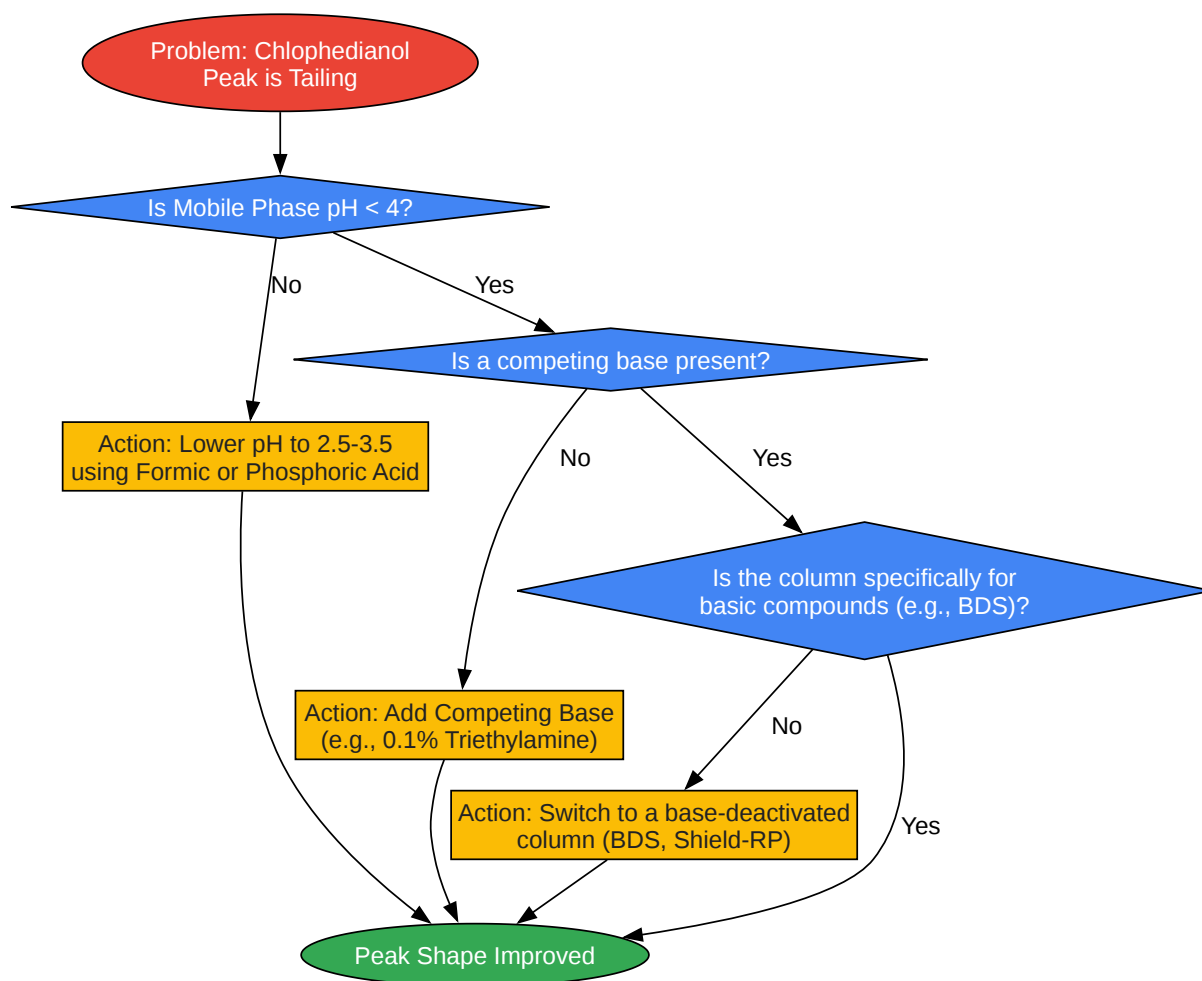 Problem: Chlophedianol
Peak is Tailing
Is Mobile Phase pH < 4?
No
Yes
Is a competing base present?
Action: Lower pH to 2.5-3.5
using Formic or Phosphoric Acid
No
Yes
Is the column specifically for
basic compounds (e.g., BDS)?
Action: Add Competing Base
(e.g., 0.1% Triethylamine)
No
Yes
Action: Switch to a base-deactivated
column (BDS, Shield-RP)
Peak Shape Improved